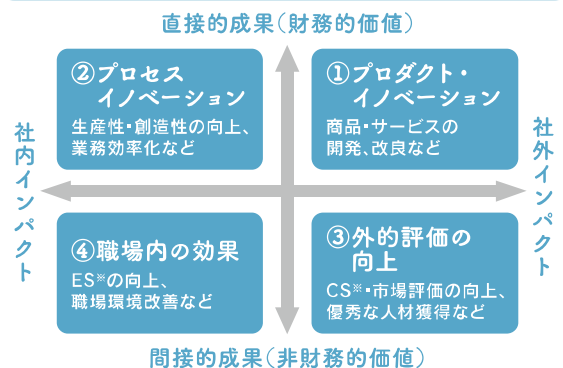 直接的成果（財務的価値）
②プロセス
イノベーション
生産性・創造性の向上、
業務効率化など
①プロダクト・
イノベーション
商品・サービスの
開発、改良など
社内インパクト
社外インパクト
④職場内の効果
ES※の向上、
職場環境改善など
③外的評価の
向上
CS※・市場評価の向上、
優秀な人材獲得など
間接的成果（非財務的価値）